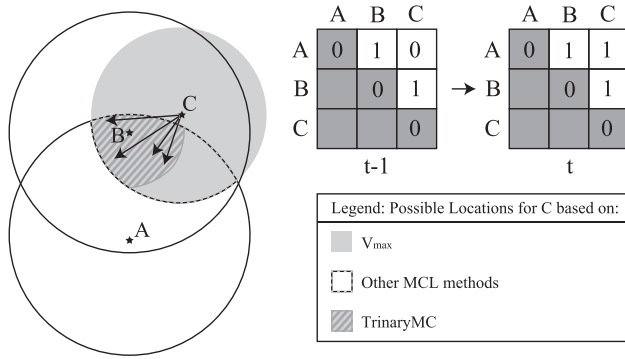 C
B
A
A B C
A 0 1 0
B 0 1
C 0
t-1
A B C
A 0 1 1
B 0 1
C 0
t
Legend: Possible Locations for C based on:
Vmax
Other MCL methods
TrinaryMC